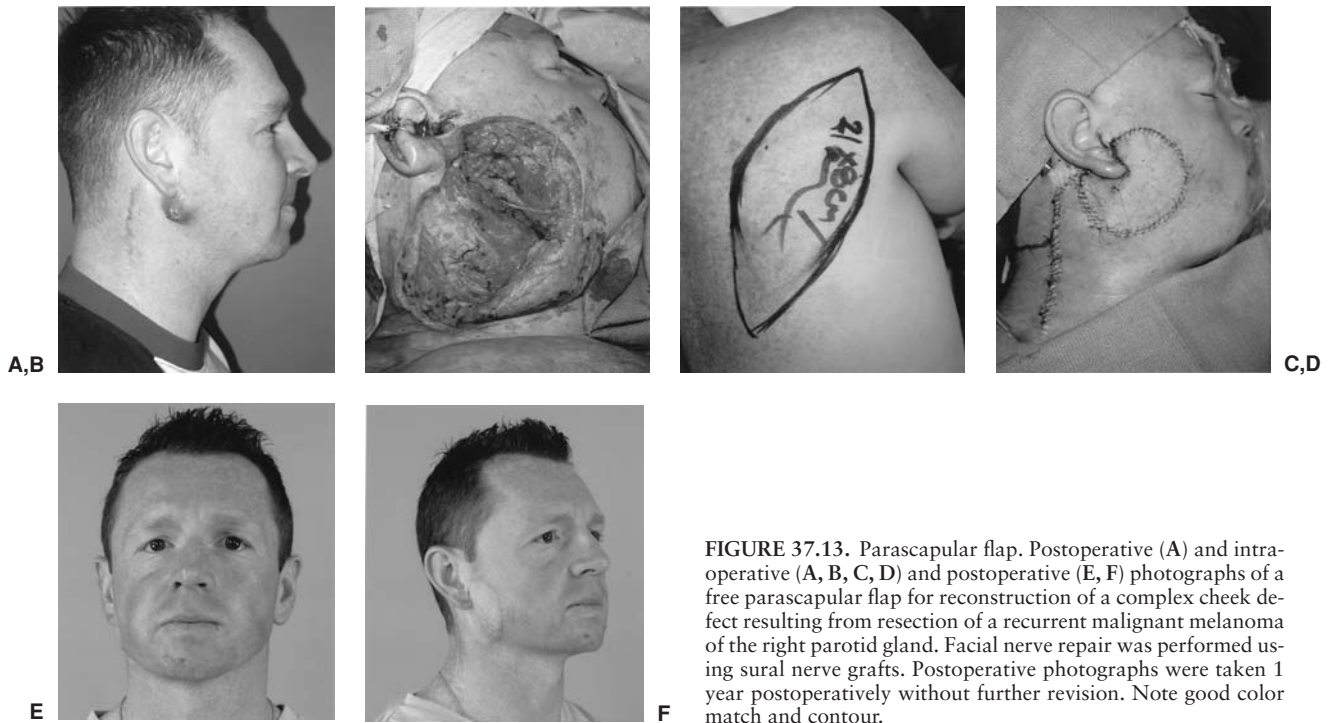 A,B
C,D
E
F
21 x8cm
FIGURE 37.13. Parascapular flap. Postoperative (A) and intra-
operative (A, B, C, D) and postoperative (E, F) photographs of a
free parascapular flap for reconstruction of a complex cheek de-
fect resulting from resection of a recurrent malignant melanoma
of the right parotid gland. Facial nerve repair was performed us-
ing sural nerve grafts. Postoperative photographs were taken 1
year postoperatively without further revision. Note good color
match and contour.